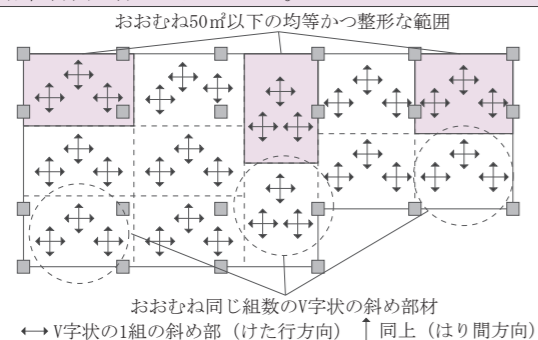 おおむね50㎡以下の均等かつ整形な範囲
おおむね同じ組数のV字状の斜め部材
V字状の1組の斜め部(けた行方向) 同上(はり間方向)